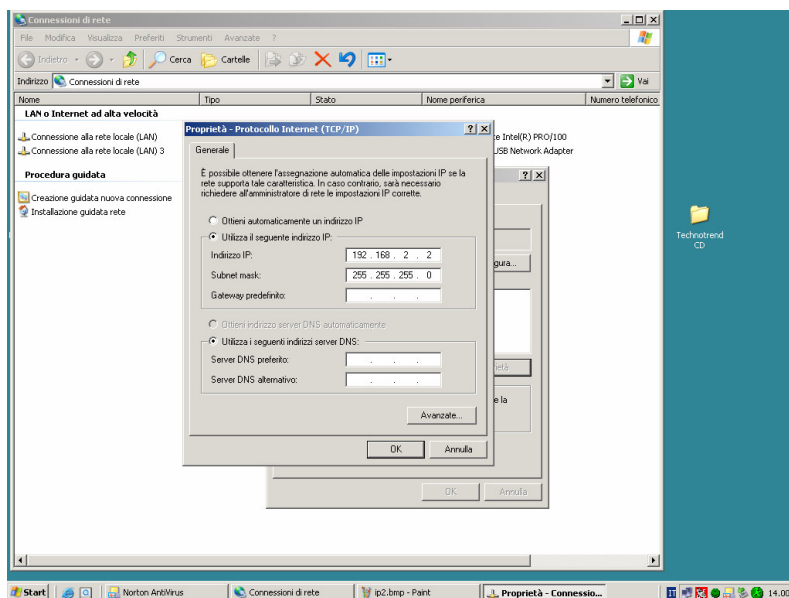 Connessioni di rete
File Modifica Visualizza Preferiti Strumenti Avanzate ?
Indietro Cerca Cartelle
Indirizzo Connessioni di rete Vai
Nome Tipo Stato Nome periferica Numero telefonico
LAN o Internet ad alta velocità
Connessione alla rete locale (LAN)
Connessione alla rete locale (LAN) 3
Procedura guidata
Creazione guidata nuova connessione
Installazione guidata rete
Intel(R) PRO/100
Network Adapter
Proprietà - Protocollo Internet (TCP/IP)
Generale
È possibile ottenere l'assegnazione automatica delle impostazioni IP se la
rete supporta tale caratteristica. In caso contrario, sarà necessario
richiedere all'amministratore di rete le impostazioni IP corrette.
Ottieni automaticamente un indirizzo IP
Utilizza il seguente indirizzo IP:
Indirizzo IP: 192 . 168 . 2 . 2
Subnet mask: 255 . 255 . 255 . 0
Gateway predefinito: . . .
Ottieni indirizzo server DNS automaticamente
Utilizza i seguenti indirizzi server DNS:
Server DNS preferito: . . .
Server DNS alternativo: . . .
Avanzate...
OK Annulla
gura...
e la
OK Annulla
Technotrend
CD
Start Norton AntiVirus Connessioni di rete ip2.bmp - Paint Proprietà - Connessio... 14.00